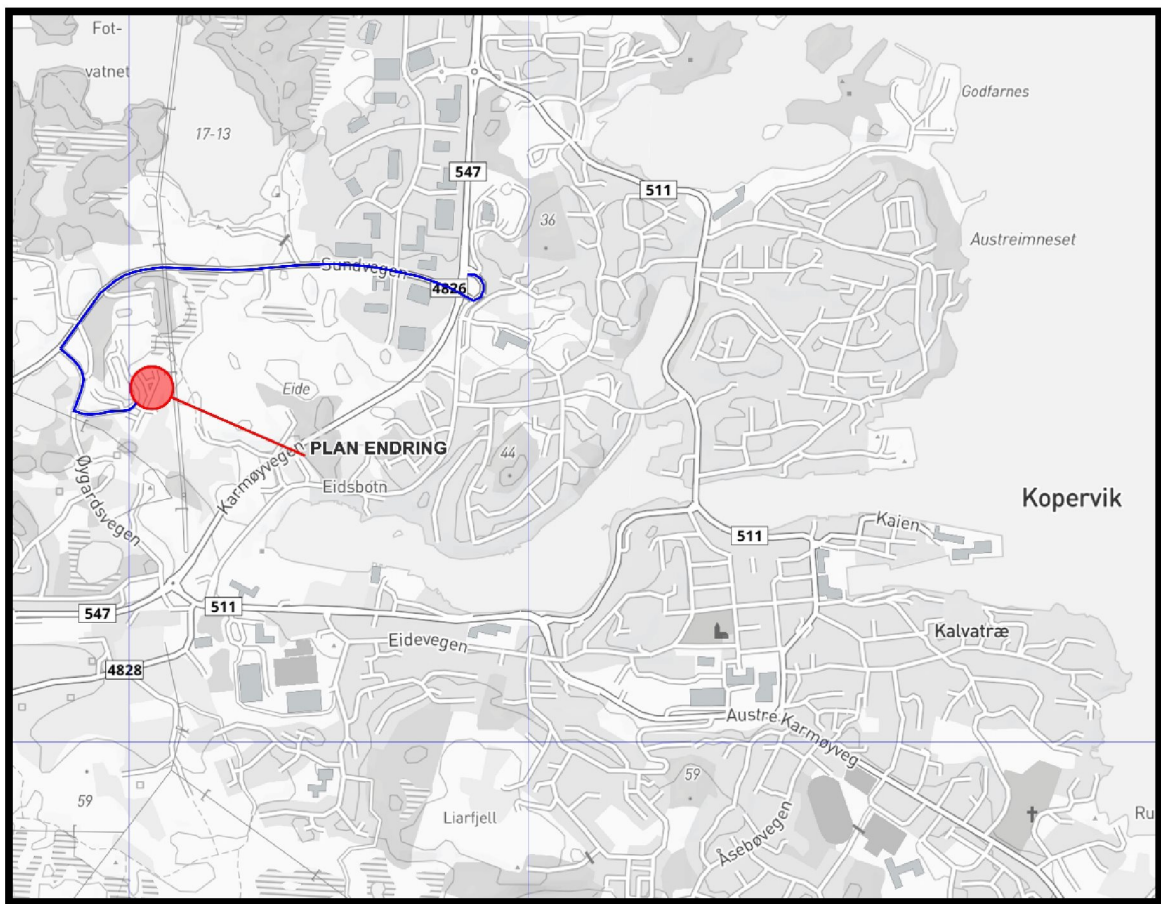 Fot-
vatnet
17-13
Godfarnes
547
511
36
Austreimneset
Sundvegen
4826
Eide
PLAN ENDRING
44
Karmøyvegen
Eidsbotn
Øygardsvegen
Kopervik
Kaien
511
547
511
Eidevegen
Kalvatræ
4828
Austre Karmøyveg
59
59
Liarfjell
Åsebøvegen
Ru